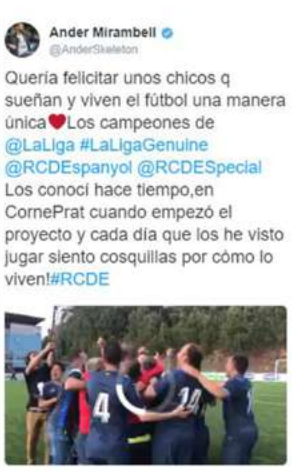 Ander Mirambell
@AnderSkeleton
Quería felicitar unos chicos q
sueñan y viven el fútbol una manera
única❤Los campeones de
@LaLiga #LaLigaGenuine
@RCDEspanyol @RCDESpecial
Los conocí hace tiempo,en
CornePrat cuando empezó el
proyecto y cada día que los he visto
jugar siento cosquillas por cómo lo
viven!#RCDE
4
14